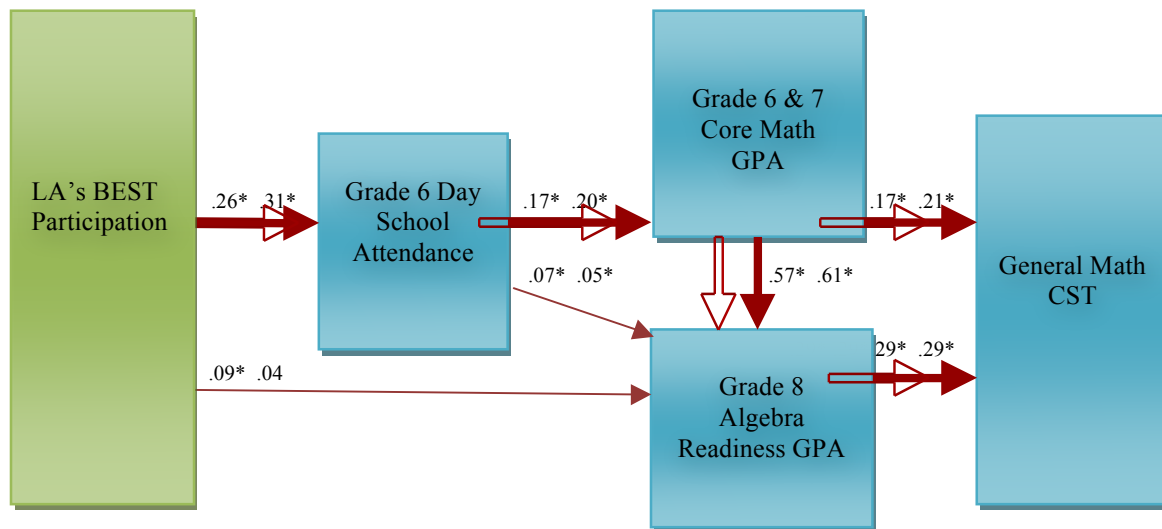 LA's BEST
Participation
.26* .31*
Grade 6 Day
School
Attendance
.17* .20*
Grade 6 & 7
Core Math
GPA
.17* .21*
General Math
CST
.07* .05*
.57* .61*
.09* .04
Grade 8
Algebra
Readiness GPA
29* .29*